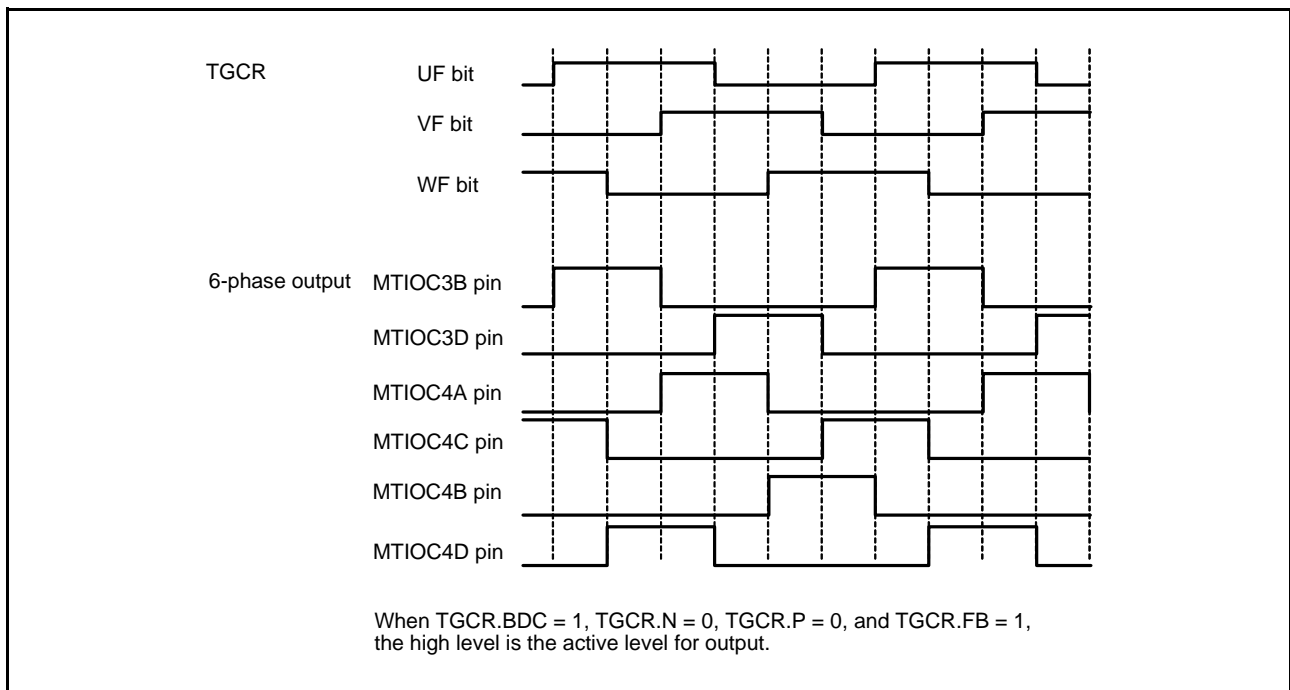 TGCR UF bit
VF bit
WF bit
6-phase output MTIOC3B pin
MTIOC3D pin
MTIOC4A pin
MTIOC4C pin
MTIOC4B pin
MTIOC4D pin
When TGCR.BDC = 1, TGCR.N = 0, TGCR.P = 0, and TGCR.FB = 1,
the high level is the active level for output.